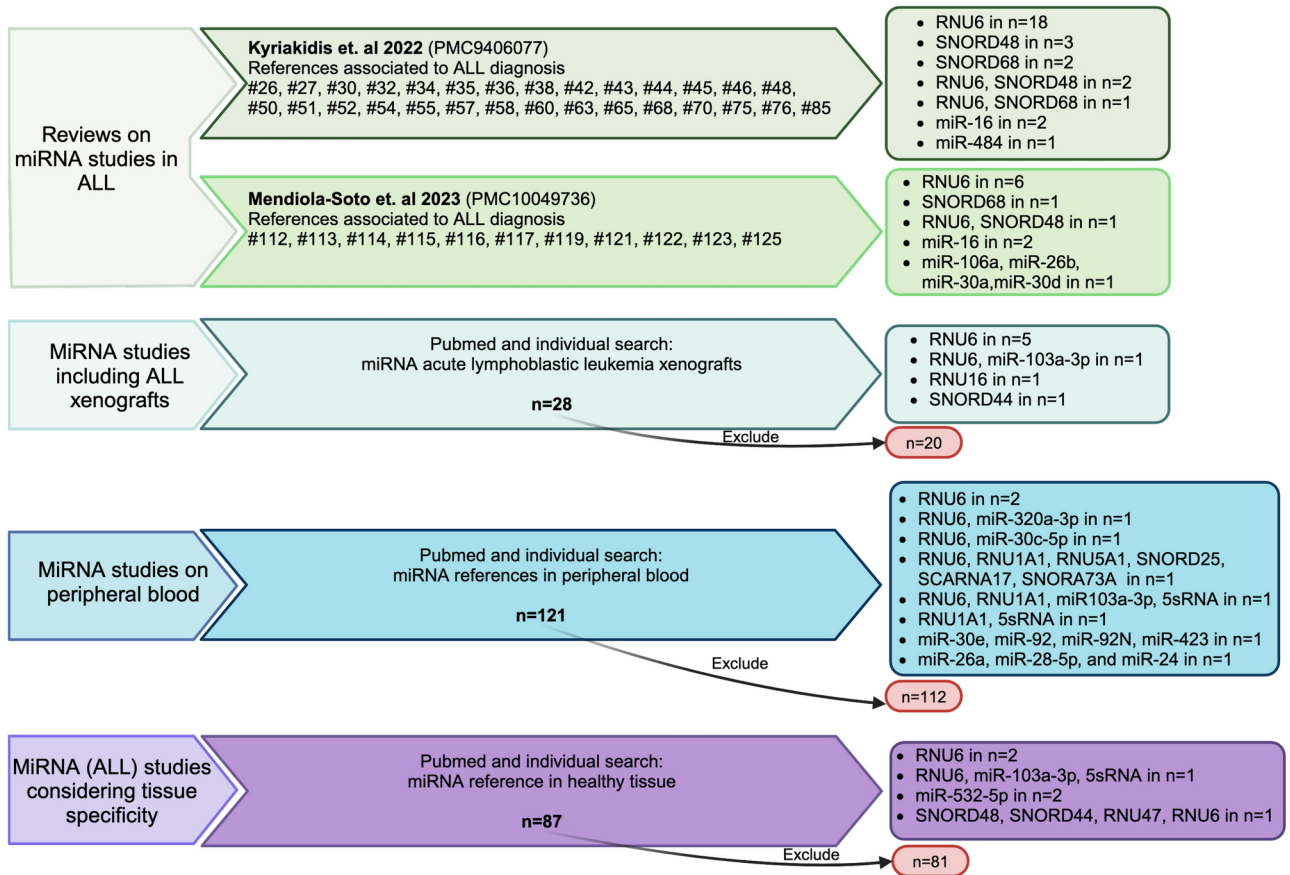 Reviews on
miRNA studies in
ALL
Kyriakidis et. al 2022 (PMC9406077)
References associated to ALL diagnosis
#26, #27, #30, #32, #34, #35, #36, #38, #42, #43, #44, #45, #46, #48,
#50, #51, #52, #54, #55, #57, #58, #60, #63, #65, #68, #70, #75, #76, #85
• RNU6 in n=18
• SNORD48 in n=3
• SNORD68 in n=2
• RNU6, SNORD48 in n=2
• RNU6, SNORD68 in n=1
• miR-16 in n=2
• miR-484 in n=1
Mendiola-Soto et. al 2023 (PMC10049736)
References associated to ALL diagnosis
#112, #113, #114, #115, #116, #117, #119, #121, #122, #123, #125
• RNU6 in n=6
• SNORD68 in n=1
• RNU6, SNORD48 in n=1
• miR-16 in n=2
• miR-106a, miR-26b,
miR-30a,miR-30d in n=1
MiRNA studies
including ALL
xenografts
Pubmed and individual search:
miRNA acute lymphoblastic leukemia xenografts
n=28
Exclude
• RNU6 in n=5
• RNU6, miR-103a-3p in n=1
• RNU16 in n=1
• SNORD44 in n=1
n=20
MiRNA studies on
peripheral blood
Pubmed and individual search:
miRNA references in peripheral blood
n=121
Exclude
• RNU6 in n=2
• RNU6, miR-320a-3p in n=1
• RNU6, miR-30c-5p in n=1
• RNU6, RNU1A1, RNU5A1, SNORD25,
SCARNA17, SNORA73A in n=1
• RNU6, RNU1A1, miR103a-3p, 5sRNA in n=1
• RNU1A1, 5sRNA in n=1
• miR-30e, miR-92, miR-92N, miR-423 in n=1
• miR-26a, miR-28-5p, and miR-24 in n=1
n=112
MiRNA (ALL) studies
considering tissue
specificity
Pubmed and individual search:
miRNA reference in healthy tissue
n=87
Exclude
• RNU6 in n=2
• RNU6, miR-103a-3p, 5sRNA in n=1
• miR-532-5p in n=2
• SNORD48, SNORD44, RNU47, RNU6 in n=1
n=81